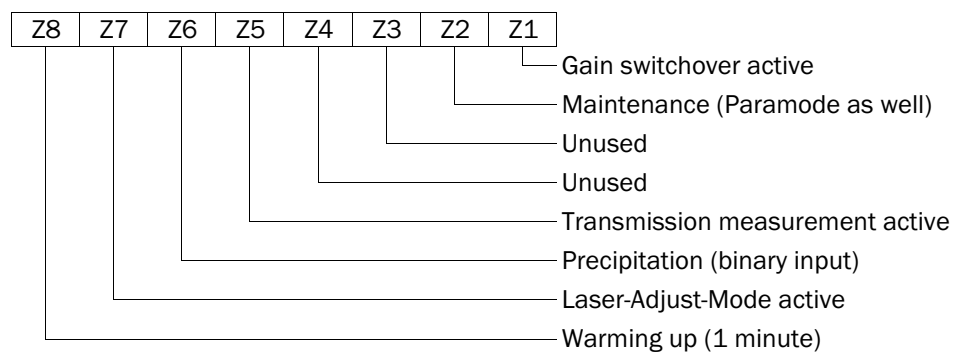 Z8 Z7 Z6 Z5 Z4 Z3 Z2 Z1
Gain switchover active
Maintenance (Paramode as well)
Unused
Unused
Transmission measurement active
Precipitation (binary input)
Laser-Adjust-Mode active
Warming up (1 minute)